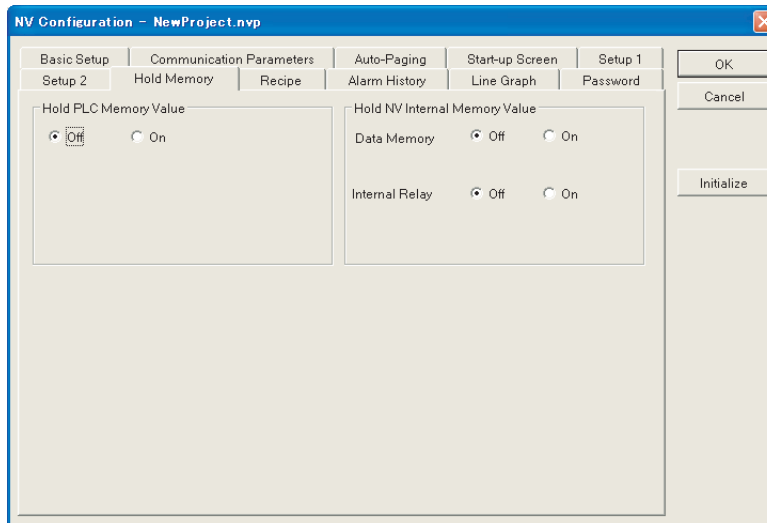 NV Configuration - NewProject.nvp
Basic Setup Communication Parameters Auto-Paging Start-up Screen Setup 1
Setup 2 Hold Memory Recipe Alarm History Line Graph Password
OK
Cancel
Initialize
Hold PLC Memory Value Hold NV Internal Memory Value
Off On Data Memory Off On
Internal Relay Off On